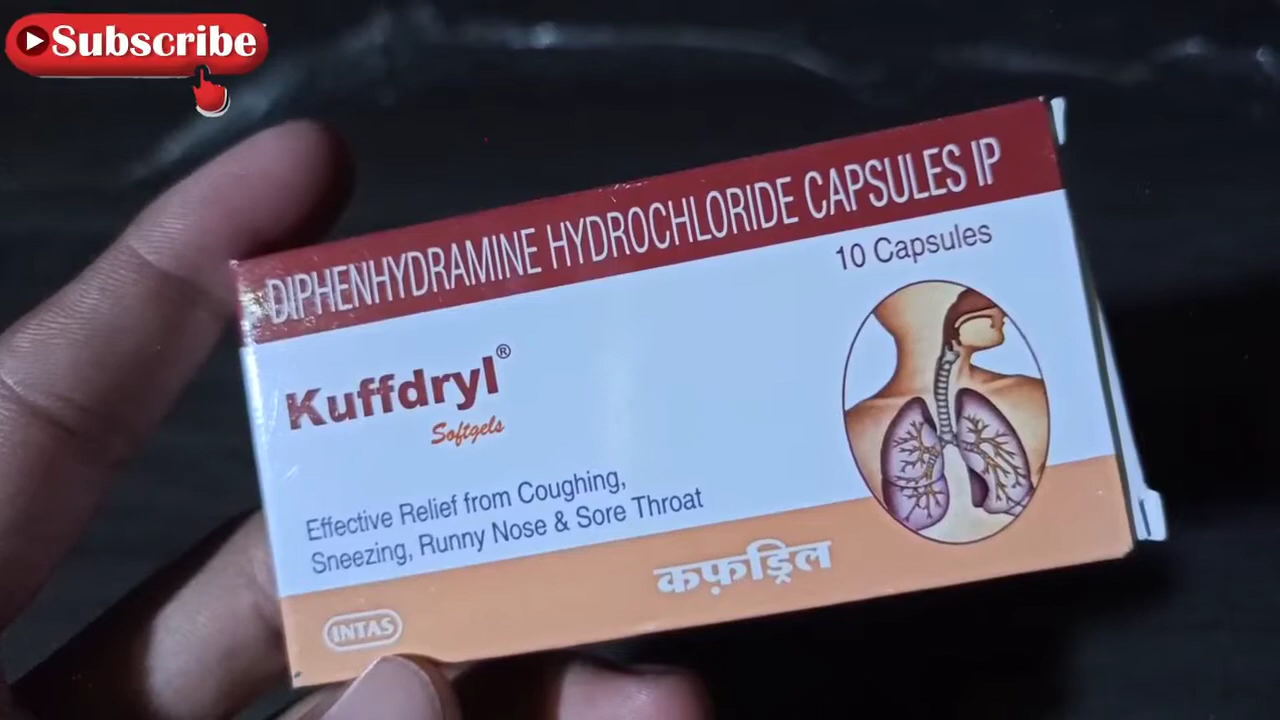 Subscribe
DIPHENHYDRAMINE HYDROCHLORIDE CAPSULES IP
10 Capsules
Kuffdryl®
Softgels
Effective Relief from Coughing,
Sneezing, Runny Nose & Sore Throat
कफ़ड्रिल
INTAS